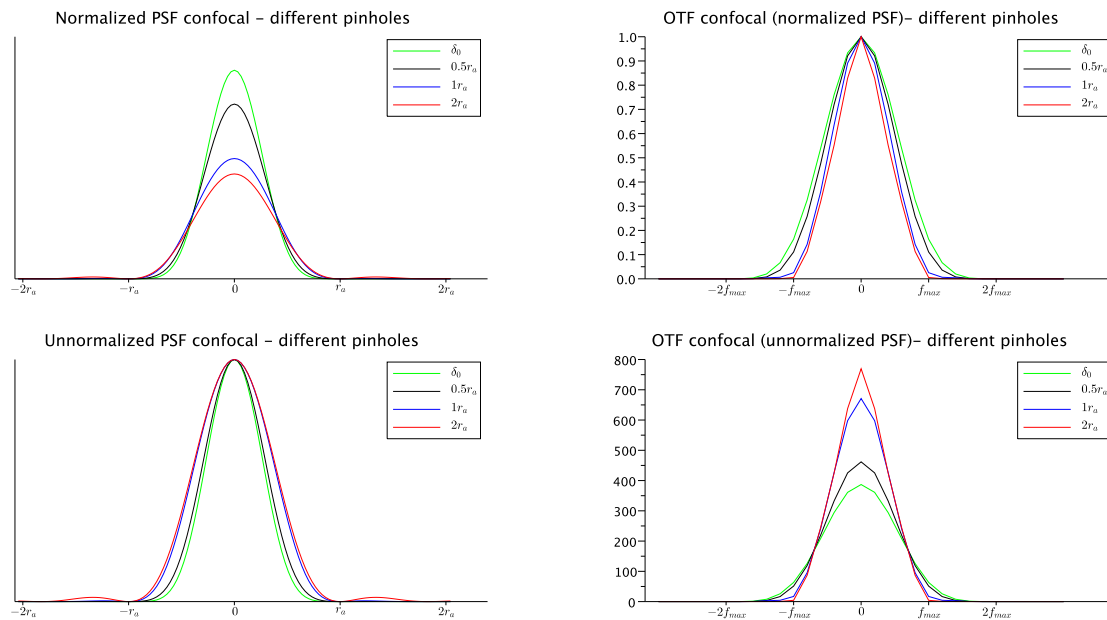 Normalized PSF confocal – different pinholes
δ₀
0.5rₐ
1rₐ
2rₐ
−2rₐ
−rₐ
0
rₐ
2rₐ
OTF confocal (normalized PSF)– different pinholes
1.0
0.9
0.8
0.7
0.6
0.5
0.4
0.3
0.2
0.1
0.0
δ₀
0.5rₐ
1rₐ
2rₐ
−2fₘₐₓ
−fₘₐₓ
0
fₘₐₓ
2fₘₐₓ
Unnormalized PSF confocal – different pinholes
δ₀
0.5rₐ
1rₐ
2rₐ
−2rₐ
−rₐ
0
rₐ
2rₐ
OTF confocal (unnormalized PSF)– different pinholes
800
700
600
500
400
300
200
100
0
δ₀
0.5rₐ
1rₐ
2rₐ
−2fₘₐₓ
−fₘₐₓ
0
fₘₐₓ
2fₘₐₓ